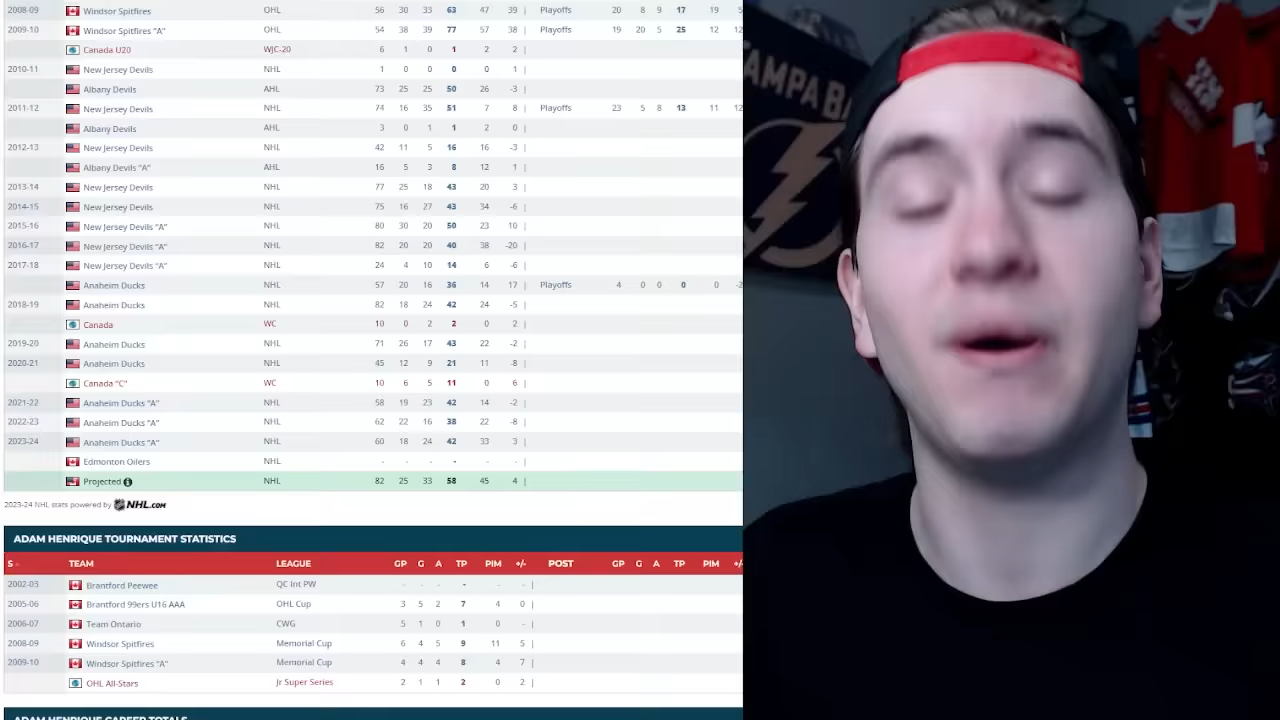 2008-09 Windsor Spitfires OHL 56 30 33 63 47 39 | Playoffs 20 8 9 17 19 5
2009-10 Windsor Spitfires "A" OHL 54 38 39 77 57 38 | Playoffs 19 20 5 25 12 12
Canada U20 WJC-20 6 1 0 1 2 2 |
2010-11 New Jersey Devils NHL 1 0 0 0 0 1 |
Albany Devils AHL 73 25 25 50 26 -3 |
2011-12 New Jersey Devils NHL 74 16 35 51 7 8 | Playoffs 23 5 8 13 11 12
Albany Devils AHL 3 0 1 1 2 0 |
2012-13 New Jersey Devils NHL 42 11 5 16 16 -3 |
Albany Devils "A" AHL 16 5 3 8 12 1 |
2013-14 New Jersey Devils NHL 77 25 18 43 20 3 |
2014-15 New Jersey Devils NHL 75 16 27 43 34 -6 |
2015-16 New Jersey Devils "A" NHL 80 30 20 50 23 10 |
2016-17 New Jersey Devils "A" NHL 82 20 20 40 38 -20 |
2017-18 New Jersey Devils "A" NHL 24 4 10 14 6 -6 |
Anaheim Ducks NHL 57 20 16 36 14 17 | Playoffs 4 0 0 0 0 -2
2018-19 Anaheim Ducks NHL 82 18 24 42 24 -5 |
Canada WC 10 0 2 2 0 2 |
2019-20 Anaheim Ducks NHL 71 26 17 43 22 -2 |
2020-21 Anaheim Ducks NHL 45 12 9 21 11 -8 |
Canada "C" WC 10 6 5 11 0 6 |
2021-22 Anaheim Ducks "A" NHL 58 19 23 42 14 -2 |
2022-23 Anaheim Ducks "A" NHL 62 22 16 38 22 -8 |
2023-24 Anaheim Ducks "A" NHL 60 18 24 42 33 3 |
Edmonton Oilers NHL - - - - - - |
Projected NHL 82 25 33 58 45 4 |
2023-24 NHL stats powered by NHL.COM
ADAM HENRIQUE TOURNAMENT STATISTICS
S TEAM LEAGUE GP G A TP PIM +/- POST GP G A TP PIM +/-
2002-03 Brantford Peewee QC Int PW - - - - - - |
2005-06 Brantford 99ers U16 AAA OHL Cup 3 5 2 7 4 0 |
2006-07 Team Ontario CWG 5 1 0 1 0 - |
2008-09 Windsor Spitfires Memorial Cup 6 4 5 9 11 5 |
2009-10 Windsor Spitfires "A" Memorial Cup 4 4 4 8 4 7 |
OHL All-Stars Jr Super Series 2 1 1 2 0 2 |
ADAM HENRIQUE CAREER TOTALS
TAMPA BA